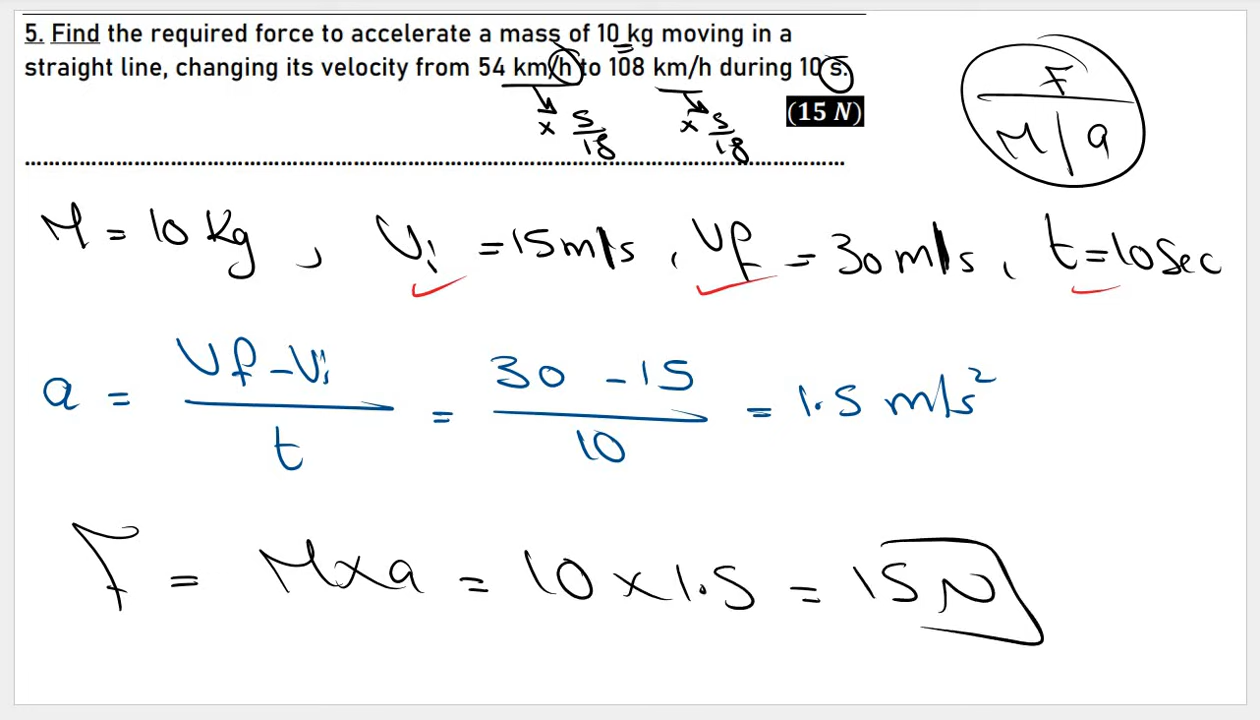 5. Find the required force to accelerate a mass of 10 kg moving in a
straight line, changing its velocity from 54 km/h to 108 km/h during 10 s.
(15 N)
× 5/18 × 5/18
F
M | a
M = 10 Kg , Vi = 15 m/s , Vf = 30 m/s , t = 10 Sec
a = Vf - Vi / t = 30 - 15 / 10 = 1.5 m/s²
F = M × a = 10 × 1.5 = 15 N